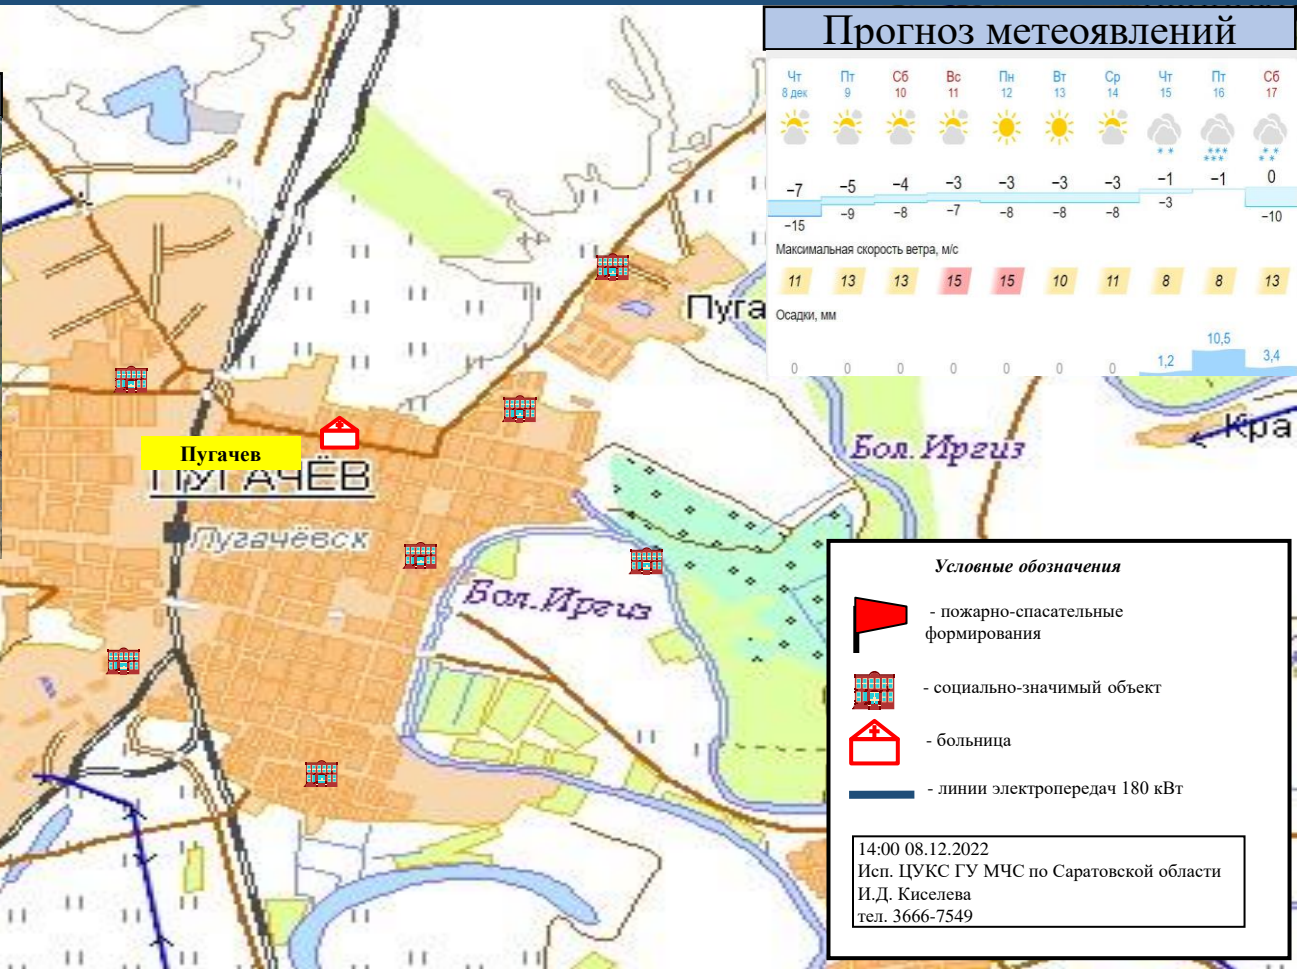 Прогноз метеоявлений
Чт Пт Сб Вс Пн Вт Ср Чт Пт Сб
8 дек 9 10 11 12 13 14 15 16 17
−7 −5 −4 −3 −3 −3 −3 −1 −1 0
−15 −9 −8 −7 −8 −8 −8 −3 −10
Максимальная скорость ветра, м/с
11 13 13 15 15 10 11 8 8 13
Осадки, мм
0 0 0 0 0 0 0 1,2 10,5 3,4
Пуга
Кра
Бол. Иргиз
Пугачев
ПУГАЧЁВ
Пугачёвск
Бол. Иргиз
Условные обозначения
- пожарно-спасательные
формирования
- социально-значимый объект
- больница
- линии электропередач 180 кВт
14:00 08.12.2022
Исп. ЦУКС ГУ МЧС по Саратовской области
И.Д. Киселева
тел. 3666-7549